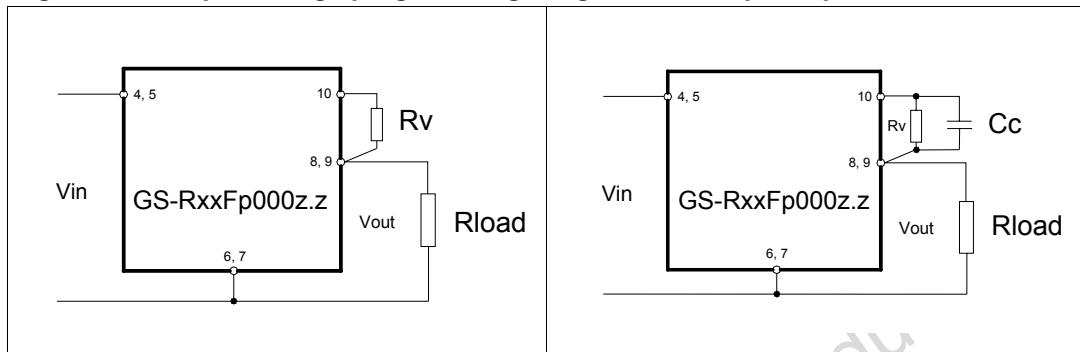 4, 5
10
Rv
8, 9
Vin
GS-RxxFp000z.z
Vout
Rload
6, 7
4, 5
10
Rv
Cc
8, 9
Vin
GS-RxxFp000z.z
Vout
Rload
6, 7